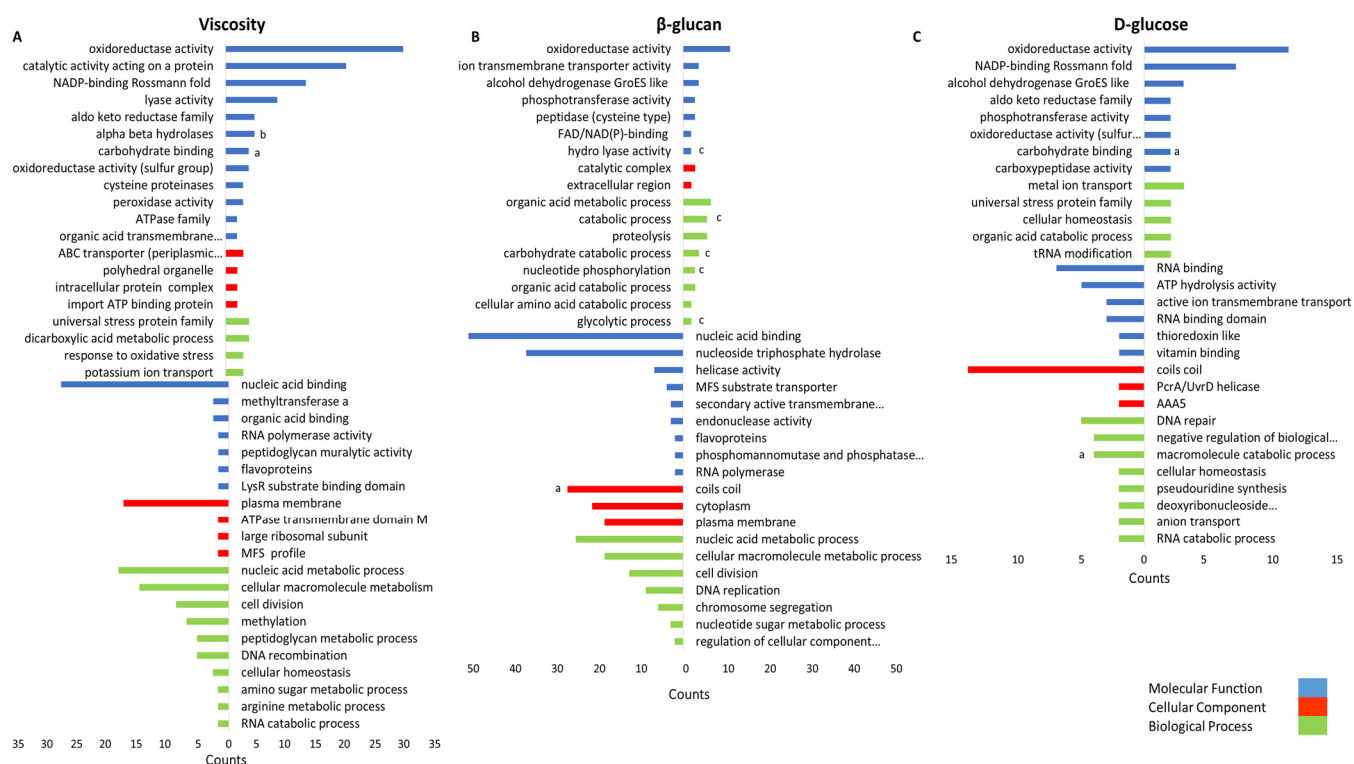 Viscosity
A
oxidoreductase activity
catalytic activity acting on a protein
NADP-binding Rossmann fold
lyase activity
aldo keto reductase family
alpha beta hydrolases b
carbohydrate binding a
oxidoreductase activity (sulfur group)
cysteine proteinases
peroxidase activity
ATPase family
organic acid transmembrane...
ABC transporter (periplasmic...
polyhedral organelle
intracellular protein complex
import ATP binding protein
universal stress protein family
dicarboxylic acid metabolic process
response to oxidative stress
potassium ion transport
nucleic acid binding
methyltransferase a
organic acid binding
RNA polymerase activity
peptidoglycan muralytic activity
flavoproteins
LysR substrate binding domain
plasma membrane
ATPase transmembrane domain M
large ribosomal subunit
MFS profile
nucleic acid metabolic process
cellular macromolecule metabolism
cell division
methylation
peptidoglycan metabolic process
DNA recombination
cellular homeostasis
amino sugar metabolic process
arginine metabolic process
RNA catabolic process
35 30 25 20 15 10 5 0 5 10 15 20 25 30 35
Counts
β-glucan
B
oxidoreductase activity
ion transmembrane transporter activity
alcohol dehydrogenase GroES like
phosphotransferase activity
peptidase (cysteine type)
FAD/NAD(P)-binding
hydro lyase activity c
catalytic complex
extracellular region
organic acid metabolic process
catabolic process c
proteolysis
carbohydrate catabolic process c
nucleotide phosphorylation c
organic acid catabolic process
cellular amino acid catabolic process
glycolytic process c
nucleic acid binding
nucleoside triphosphate hydrolase
helicase activity
MFS substrate transporter
secondary active transmembrane...
endonuclease activity
flavoproteins
phosphomannomutase and phosphatase...
RNA polymerase
a coils coil
cytoplasm
plasma membrane
nucleic acid metabolic process
cellular macromolecule metabolic process
cell division
DNA replication
chromosome segregation
nucleotide sugar metabolic process
regulation of cellular component...
50 40 30 20 10 0 10 20 30 40 50
Counts
D-glucose
C
oxidoreductase activity
NADP-binding Rossmann fold
alcohol dehydrogenase GroES like
aldo keto reductase family
phosphotransferase activity
oxidoreductase activity (sulfur...
carbohydrate binding a
carboxypeptidase activity
metal ion transport
universal stress protein family
cellular homeostasis
organic acid catabolic process
tRNA modification
RNA binding
ATP hydrolysis activity
active ion transmembrane transport
RNA binding domain
thioredoxin like
vitamin binding
coils coil
PcrA/UvrD helicase
AAA5
DNA repair
negative regulation of biological...
a macromolecule catabolic process
cellular homeostasis
pseudouridine synthesis
deoxyribonucleoside...
anion transport
RNA catabolic process
15 10 5 0 5 10 15
Counts
Molecular Function
Cellular Component
Biological Process